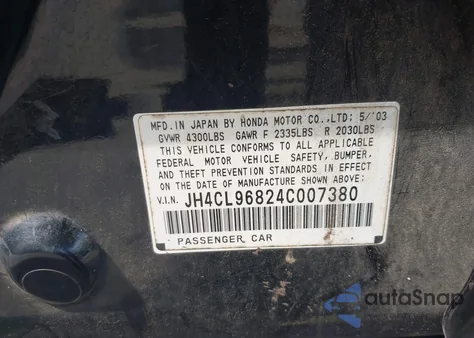 MFD. IN JAPAN BY HONDA MOTOR CO.,LTD; 5/'03
GVWR 4300LBS GAWR F 2335LBS R 2030LBS
THIS VEHICLE CONFORMS TO ALL APPLICABLE
FEDERAL MOTOR VEHICLE SAFETY, BUMPER,
AND THEFT PREVENTION STANDARDS IN EFFECT
ON THE DATE OF MANUFACTURE SHOWN ABOVE.
V.I.N. JH4CL96824C007380
PASSENGER CAR
autoSnap